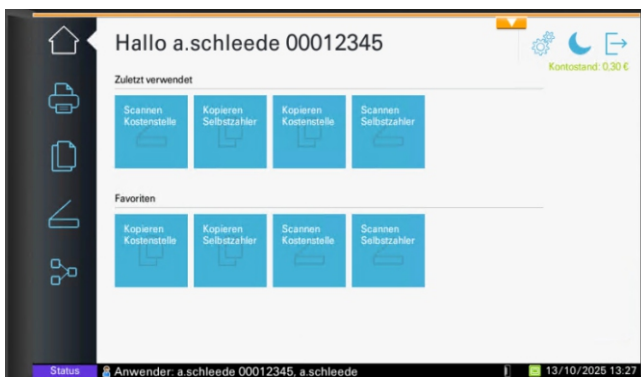 Hallo a.schleede 00012345
Kontostand: 0,30 €
Zuletzt verwendet
Scannen
Kostenstelle
Kopieren
Selbstzahler
Kopieren
Kostenstelle
Scannen
Selbstzahler
Favoriten
Kopieren
Kostenstelle
Kopieren
Selbstzahler
Scannen
Kostenstelle
Scannen
Selbstzahler
Status
Anwender: a.schleede 00012345, a.schleede
13/10/2025 13:27